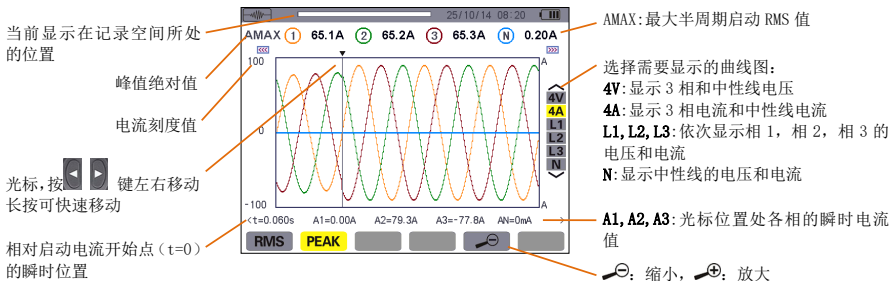 当前显示在记录空间所处
的位置
峰值绝对值
电流刻度值
光标,按 键左右移动
长按可快速移动
相对启动电流开始点(t=0)
的瞬时位置
25/10/14 08:20
AMAX 1 65.1A 2 65.2A 3 65.3A N 0.20A
100
A
0
-100
A
4V
4A
L1
L2
L3
N
<t=0.060s A1=0.00A A2=79.3A A3=-77.8A AN=0mA >
RMS PEAK
AMAX:最大半周期启动 RMS 值
选择需要显示的曲线图:
4V:显示 3 相和中性线电压
4A:显示 3 相电流和中性线电流
L1,L2,L3:依次显示相 1, 相 2, 相 3 的
电压和电流
N:显示中性线的电压和电流
A1,A2,A3:光标位置处各相的瞬时电流
值
: 缩小, : 放大